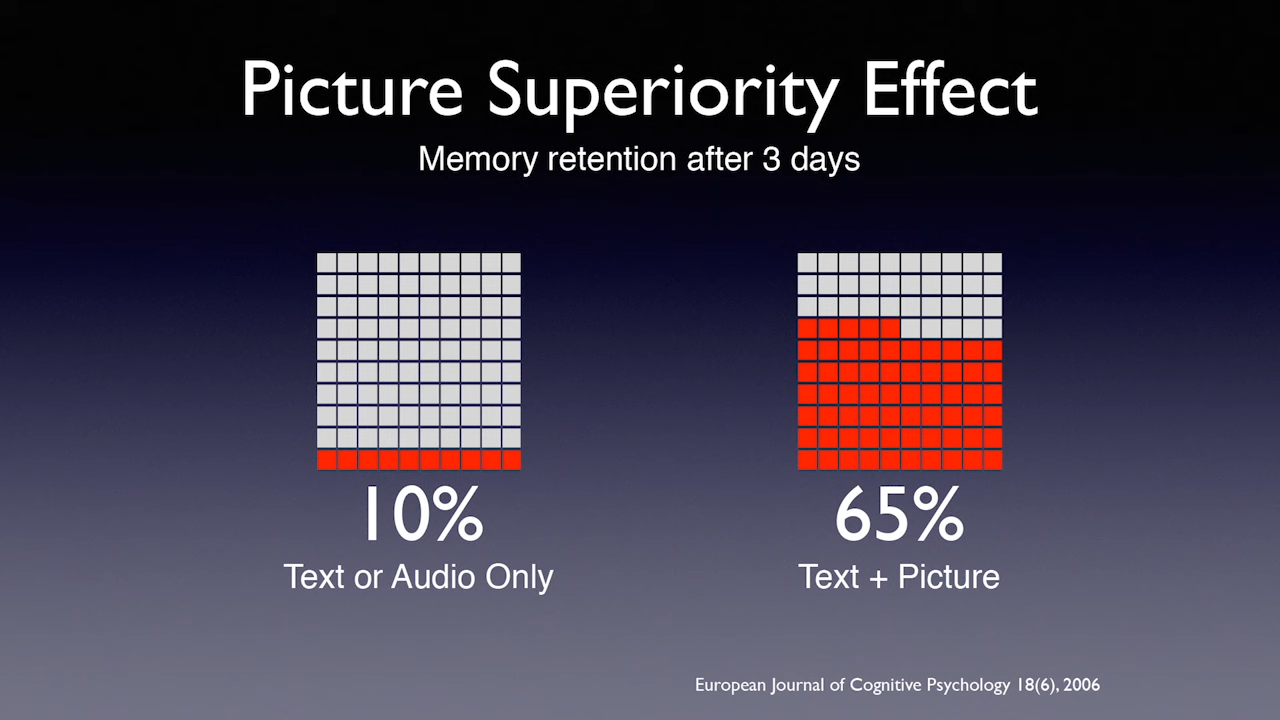 Picture Superiority Effect
Memory retention after 3 days
10%
Text or Audio Only
65%
Text + Picture
European Journal of Cognitive Psychology 18(6), 2006